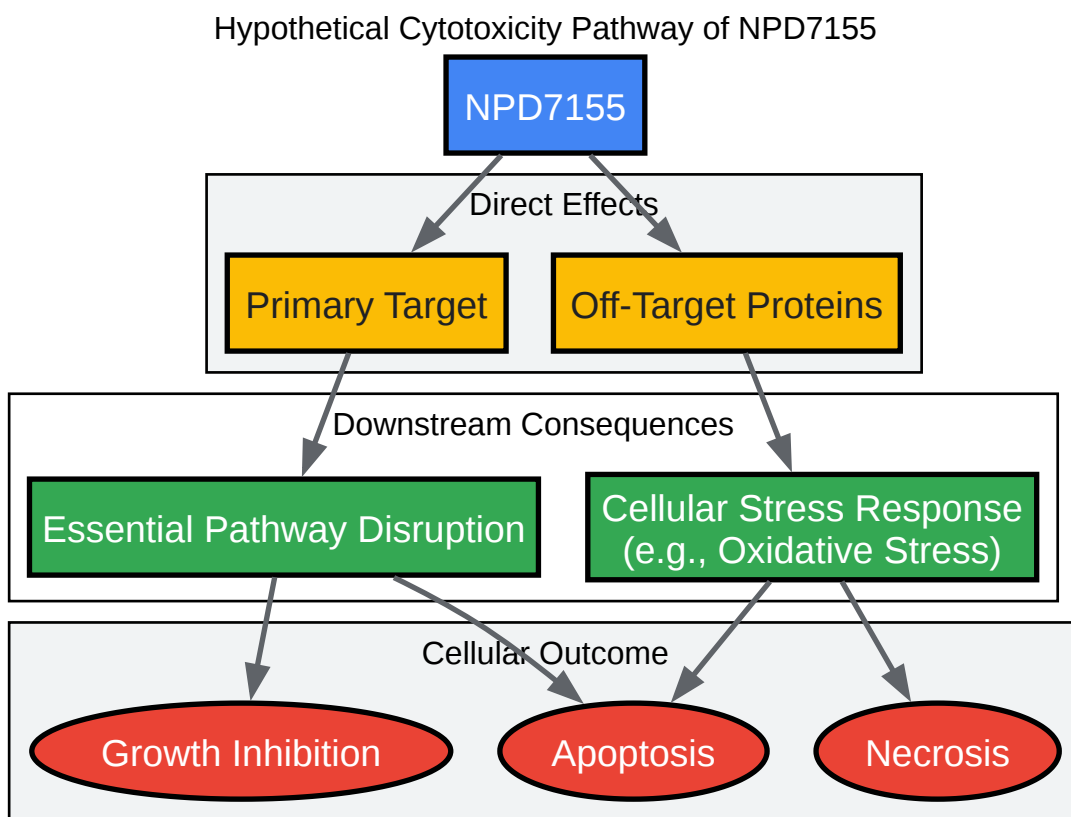 Hypothetical Cytotoxicity Pathway of NPD7155
NPD7155
Direct Effects
Primary Target
Off-Target Proteins
Downstream Consequences
Essential Pathway Disruption
Cellular Stress Response
(e.g., Oxidative Stress)
Cellular Outcome
Growth Inhibition
Apoptosis
Necrosis